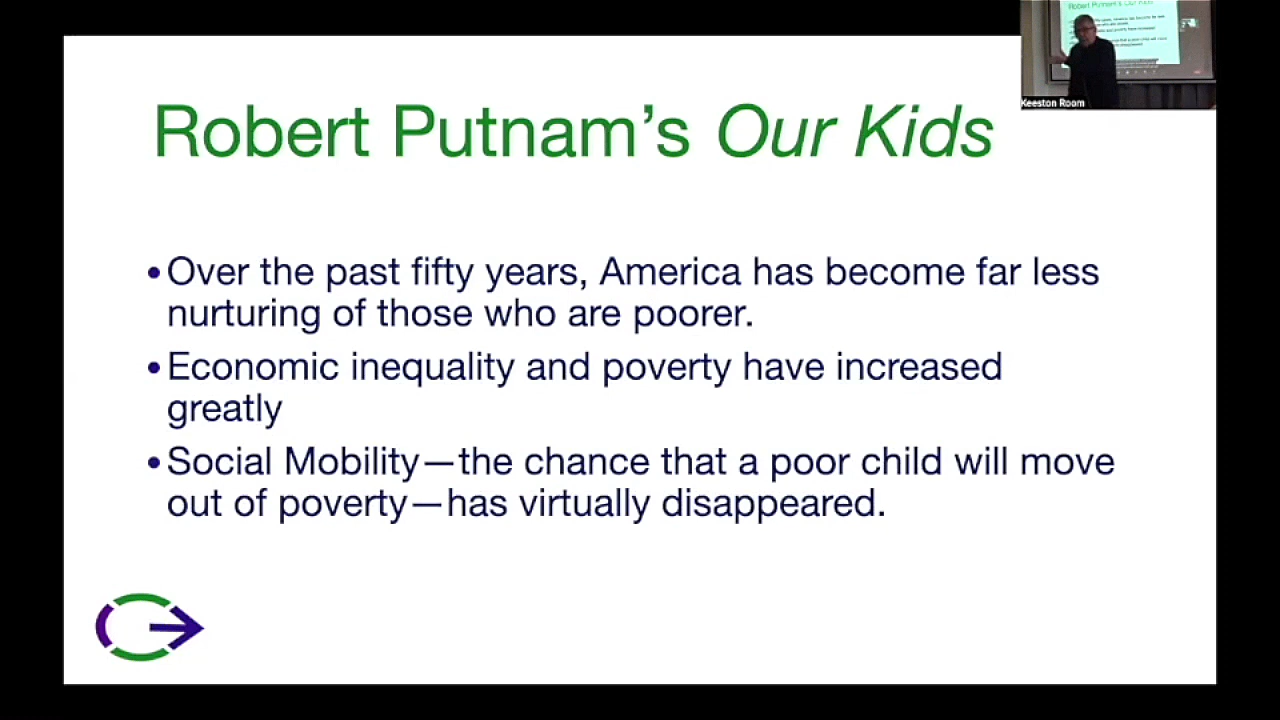 Robert Putnam's Our Kids
Keeston Room
•Over the past fifty years, America has become far less
nurturing of those who are poorer.
•Economic inequality and poverty have increased
greatly
•Social Mobility—the chance that a poor child will move
out of poverty—has virtually disappeared.